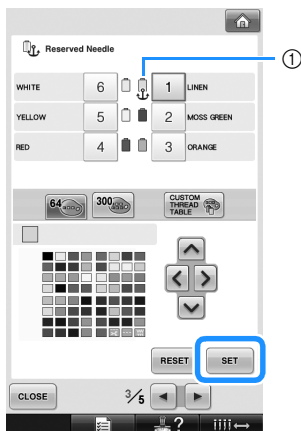 Reserved Needle
①
WHITE 6 1 LINEN
YELLOW 5 2 MOSS GREEN
RED 4 3 ORANGE
64 300 CUSTOM
THREAD
TABLE
RESET SET
CLOSE 3/5
?